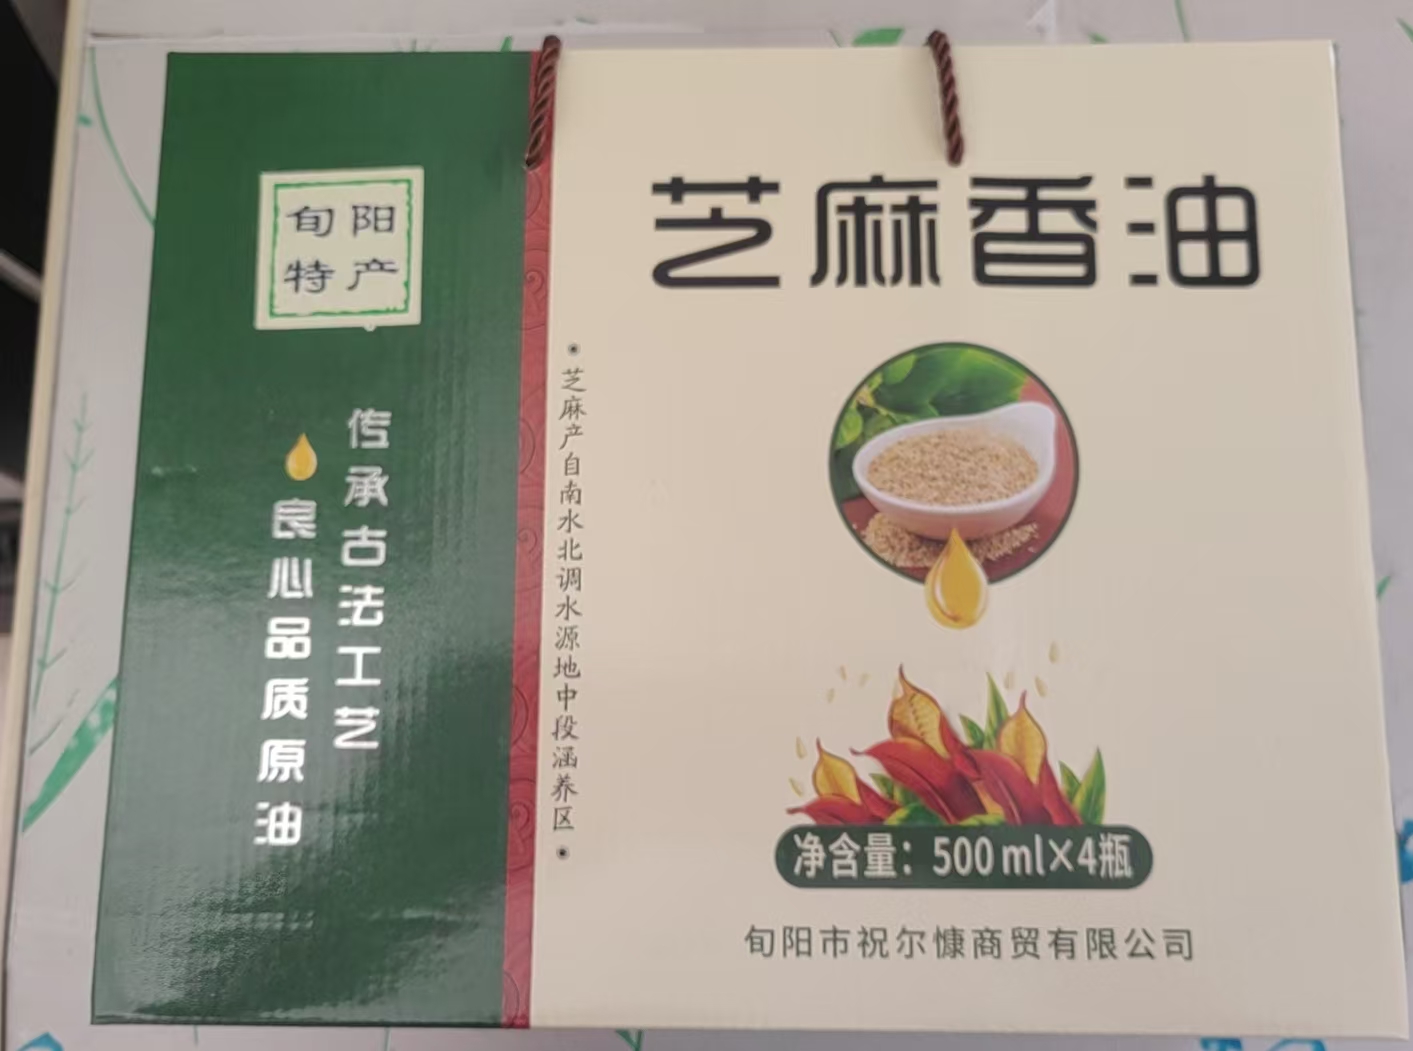 旬阳
特产
传承古法工艺
良心品质原油
•芝麻产自南水北调水源地中段涵养区•
芝麻香油
净含量：500ml×4瓶
旬阳市祝尔慷商贸有限公司